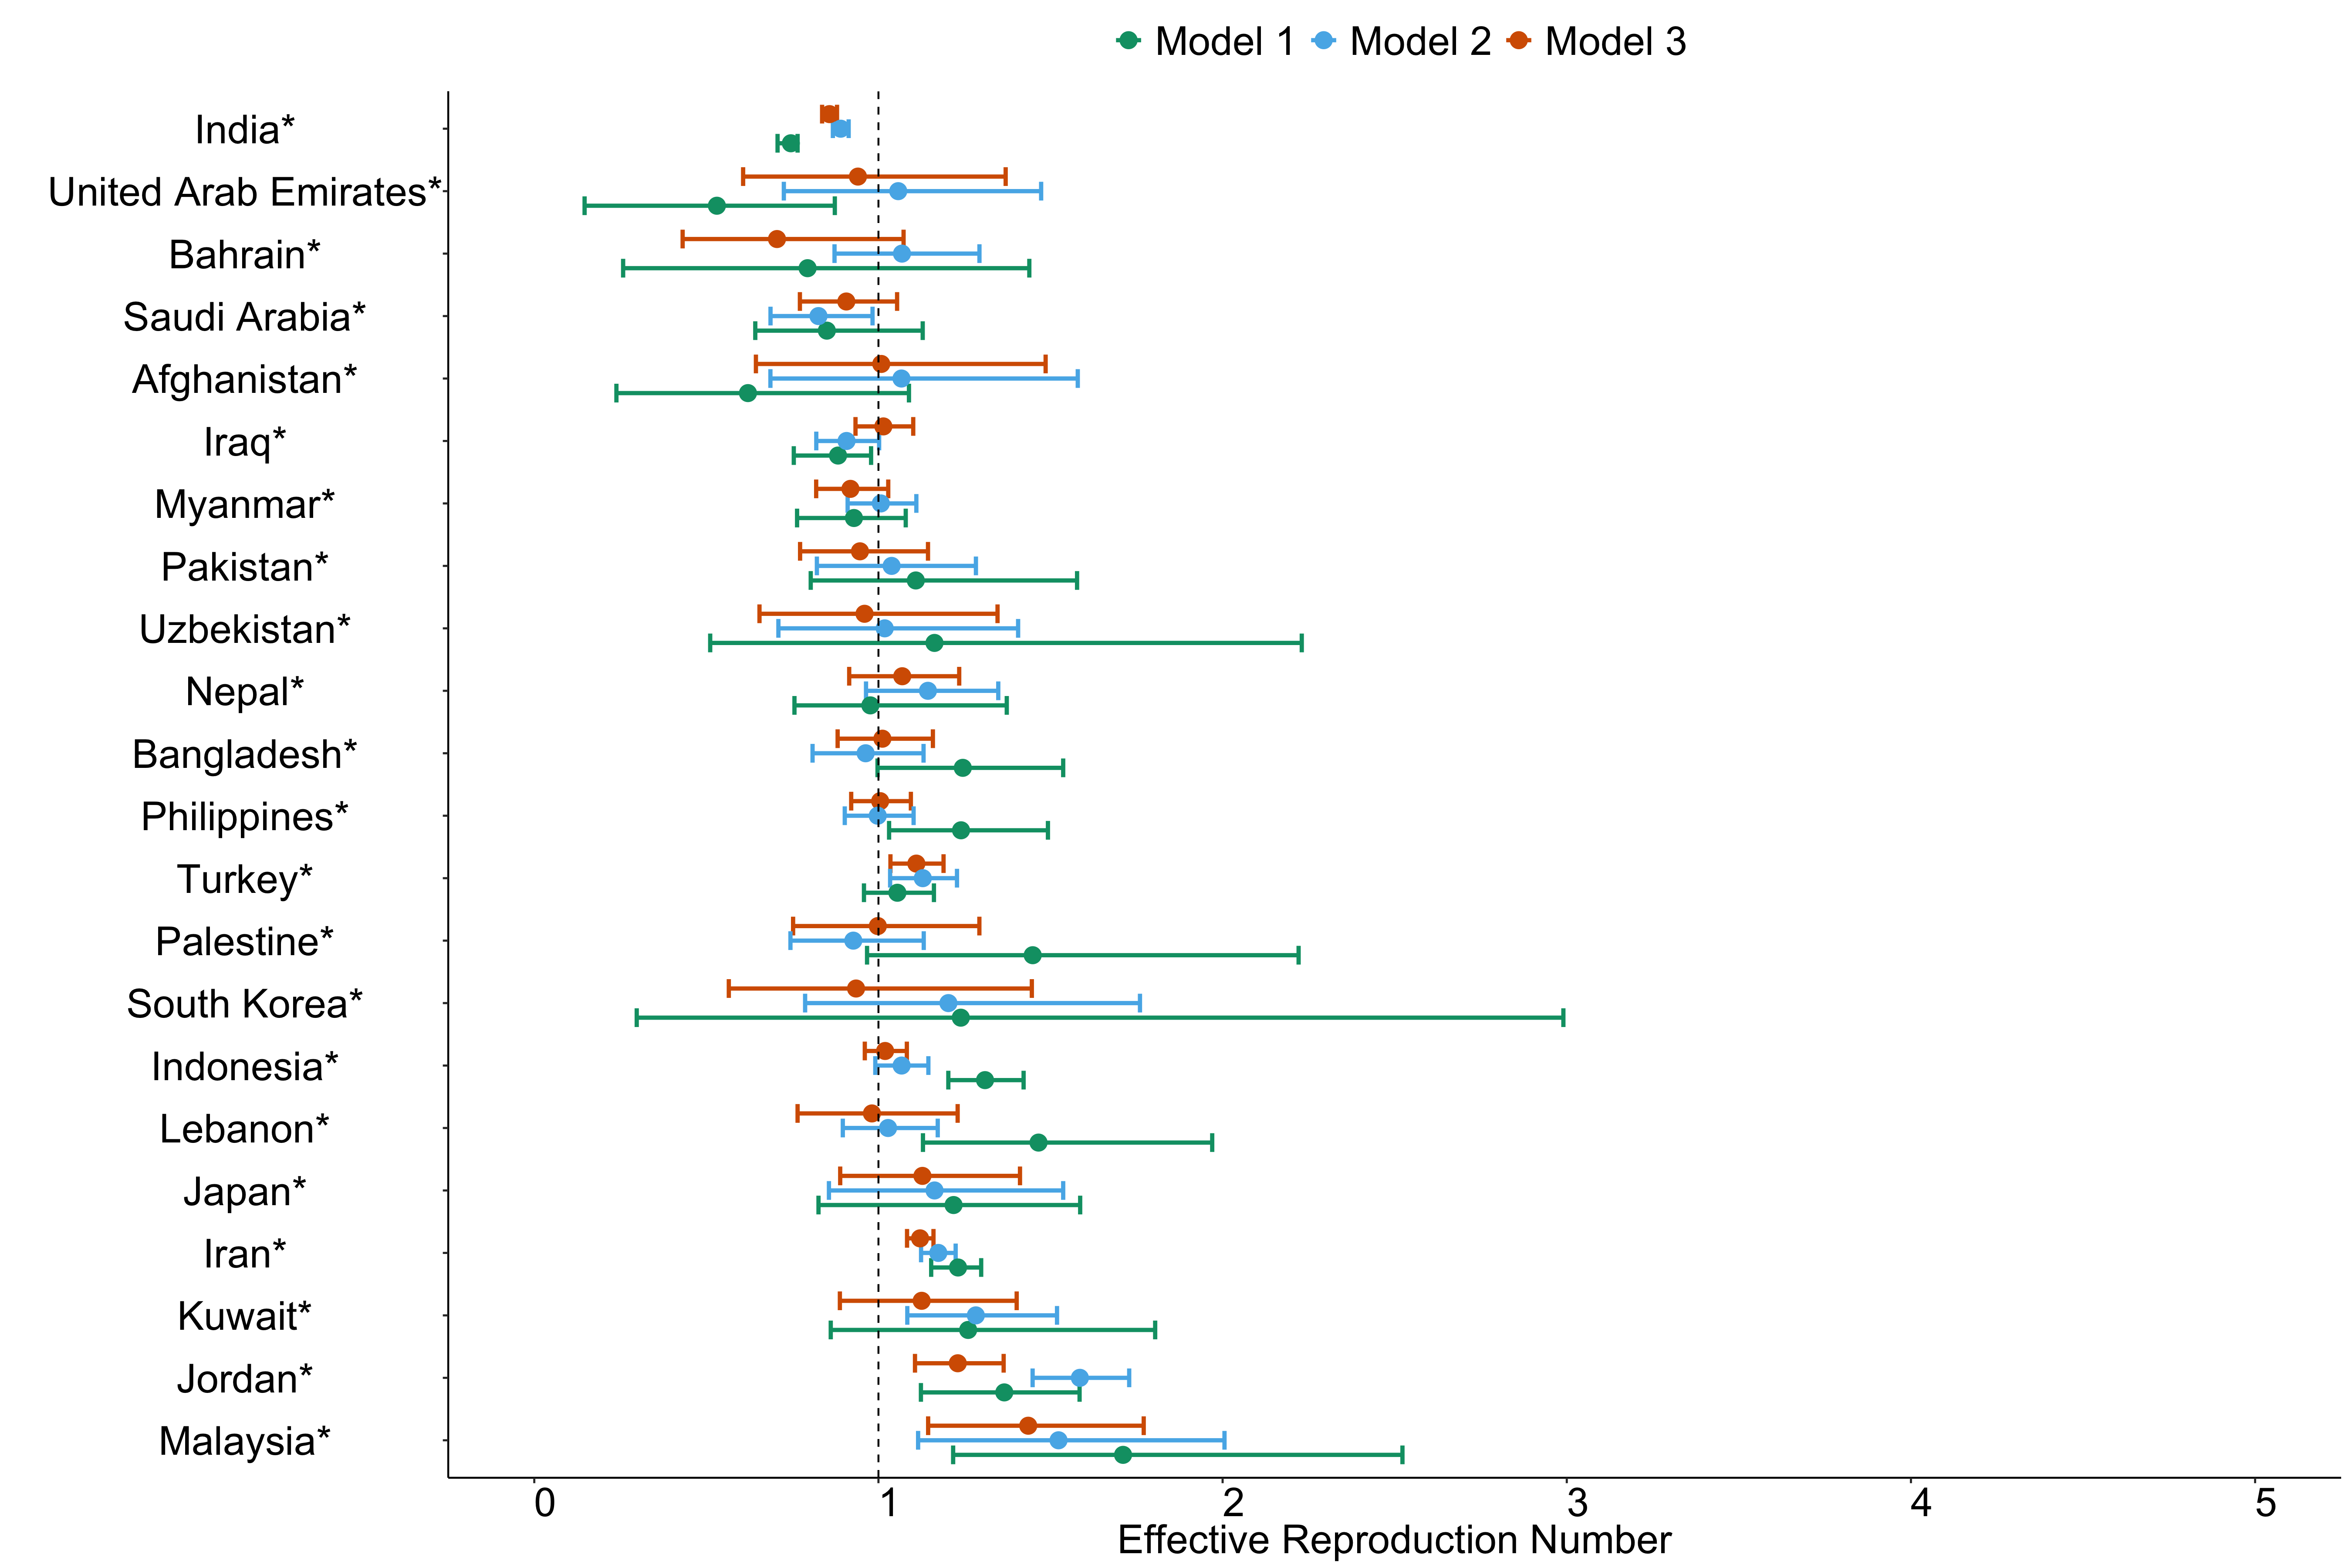 Model 1 Model 2 Model 3
India*
United Arab Emirates*
Bahrain*
Saudi Arabia*
Afghanistan*
Iraq*
Myanmar*
Pakistan*
Uzbekistan*
Nepal*
Bangladesh*
Philippines*
Turkey*
Palestine*
South Korea*
Indonesia*
Lebanon*
Japan*
Iran*
Kuwait*
Jordan*
Malaysia*
0 1 2 3 4 5
Effective Reproduction Number